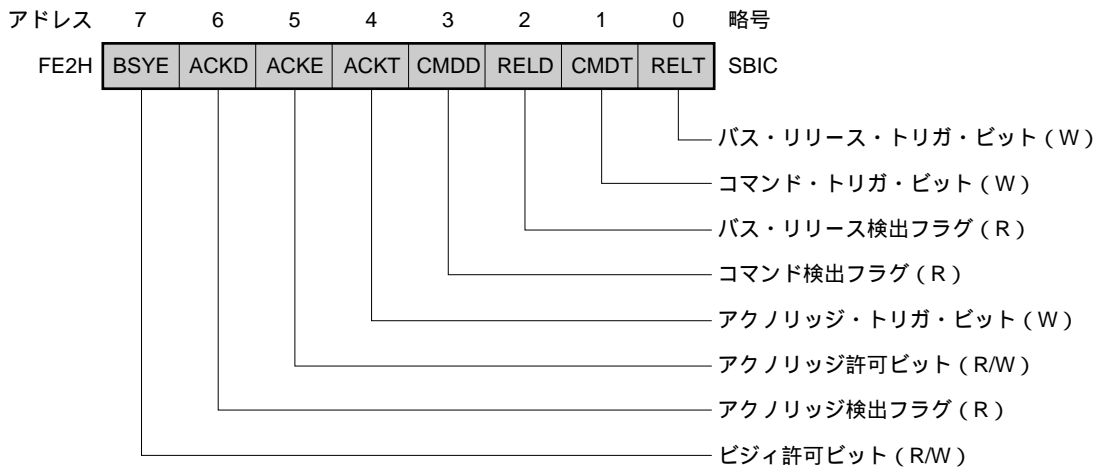 アドレス 7 6 5 4 3 2 1 0 略号
FE2H BSYE ACKD ACKE ACKT CMDD RELD CMDT RELT SBIC
バス・リリース・トリガ・ビット（W）
コマンド・トリガ・ビット（W）
バス・リリース検出フラグ（R）
コマンド検出フラグ（R）
アクノリッジ・トリガ・ビット（W）
アクノリッジ許可ビット（R/W）
アクノリッジ検出フラグ（R）
ビジィ許可ビット（R/W）